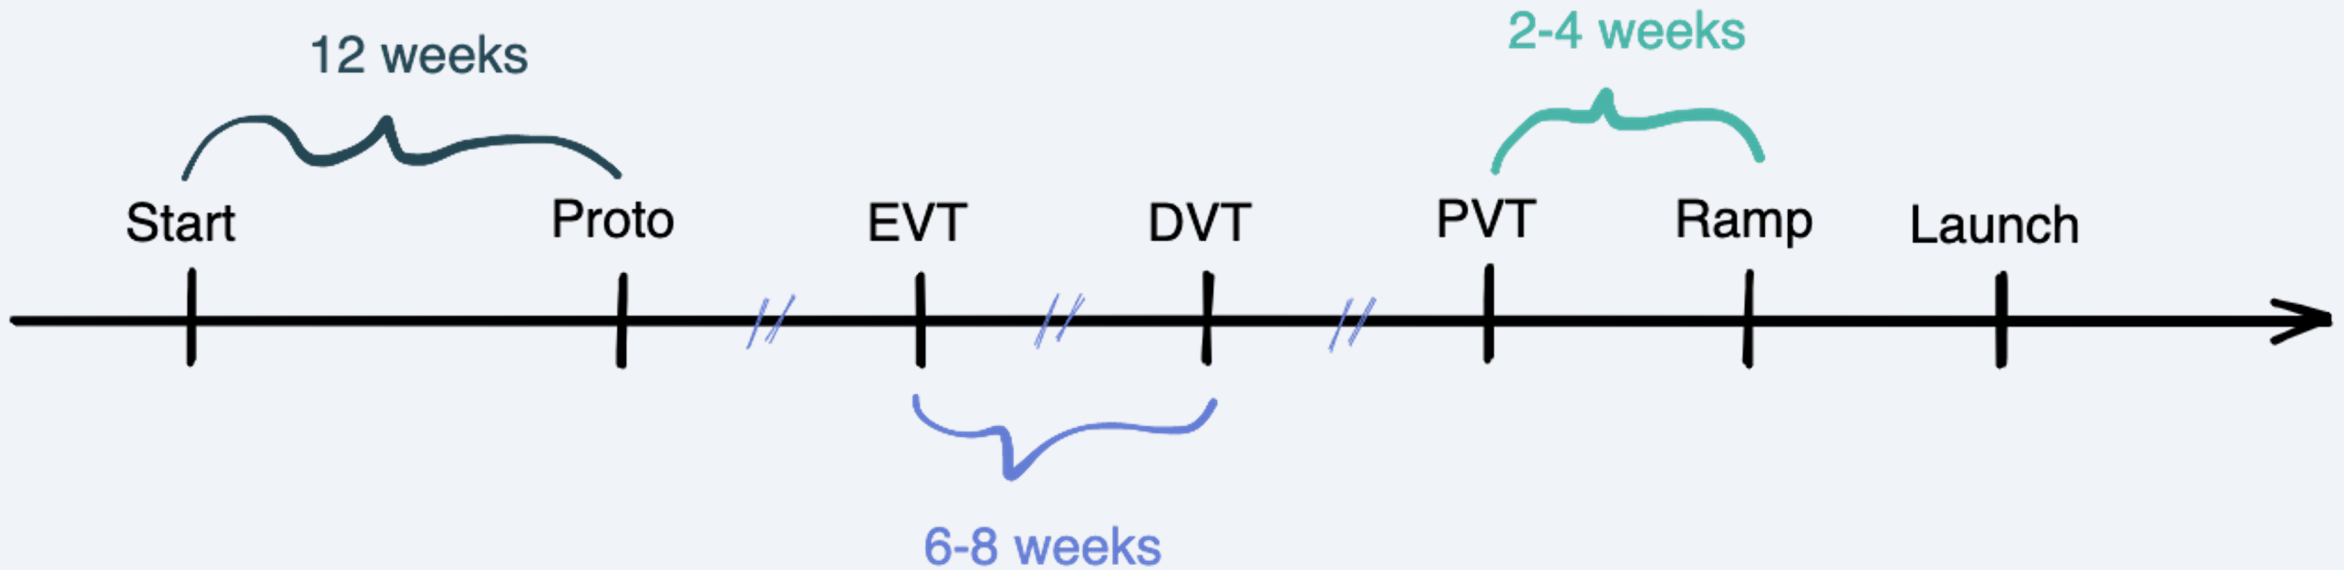 12 weeks
2-4 weeks
Start
Proto
EVT
DVT
PVT
Ramp
Launch
6-8 weeks